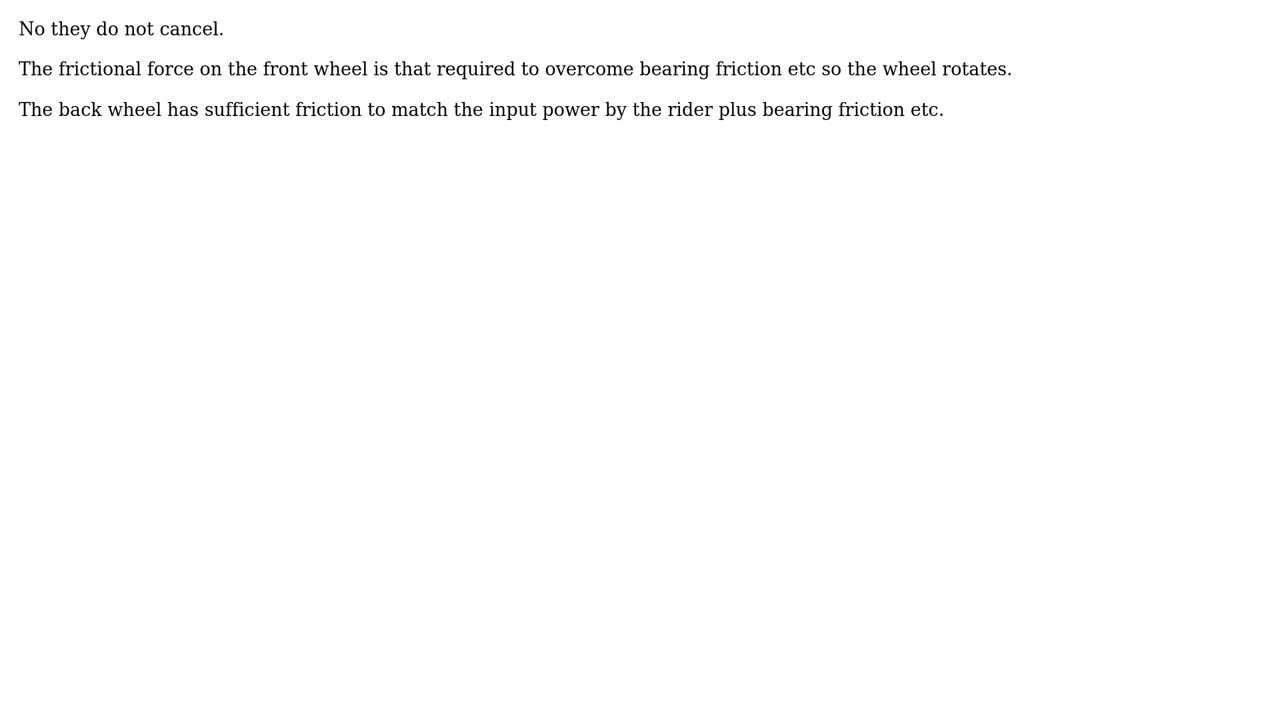 No they do not cancel.
The frictional force on the front wheel is that required to overcome bearing friction etc so the wheel rotates.
The back wheel has sufficient friction to match the input power by the rider plus bearing friction etc.